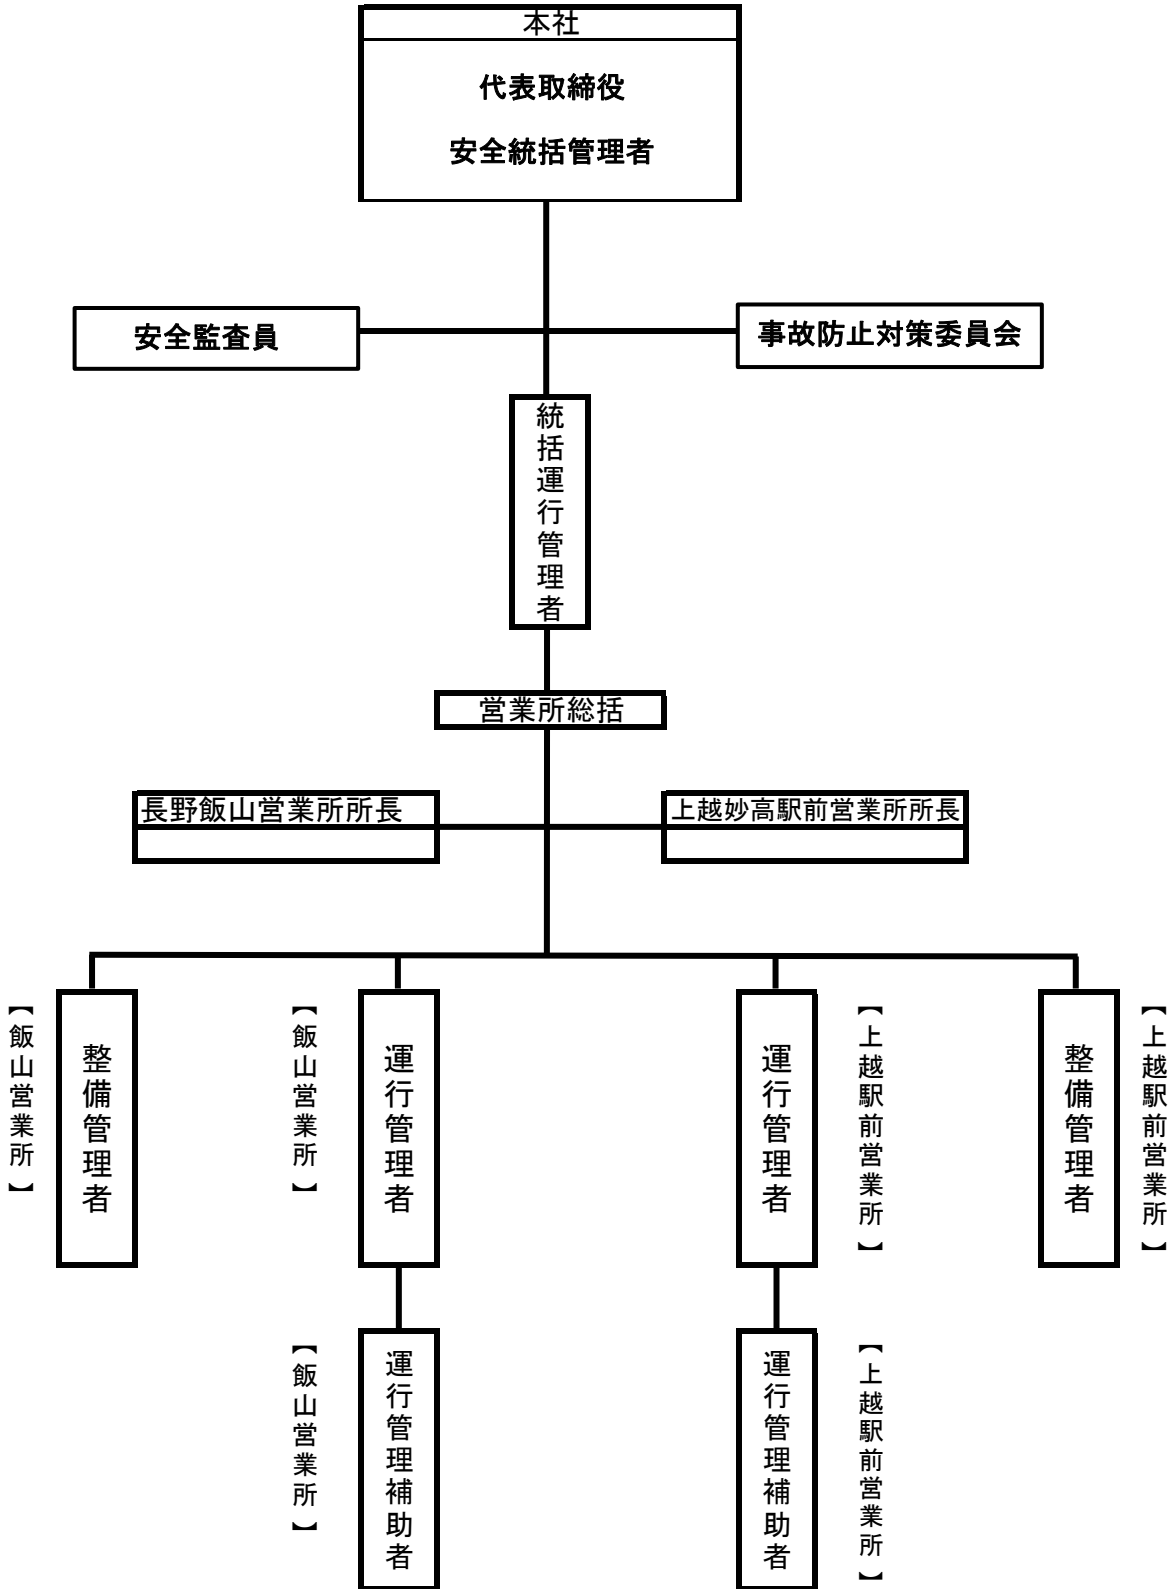 本社
代表取締役
安全統括管理者
安全監査員
事故防止対策委員会
統括運行管理者
営業所総括
長野飯山営業所所長
上越妙高駅前営業所所長
【飯山営業所】
整備管理者
【飯山営業所】
運行管理者
運行管理者
【上越駅前営業所】
整備管理者
【上越駅前営業所】
【飯山営業所】
運行管理補助者
運行管理補助者
【上越駅前営業所】